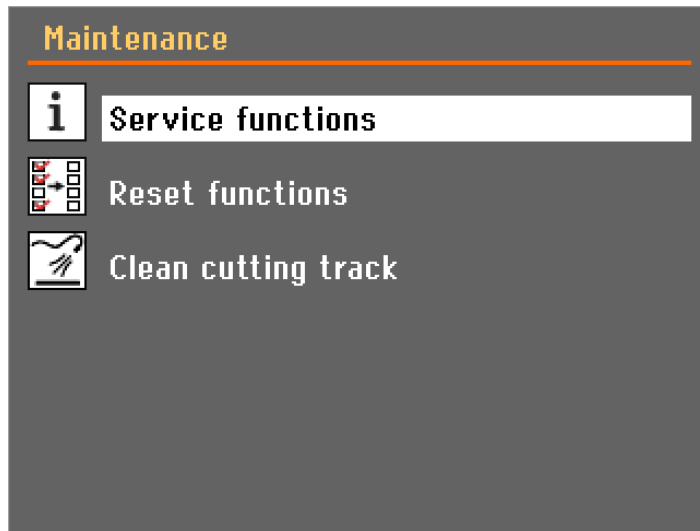 Maintenance
i
Service functions
Reset functions
Clean cutting track